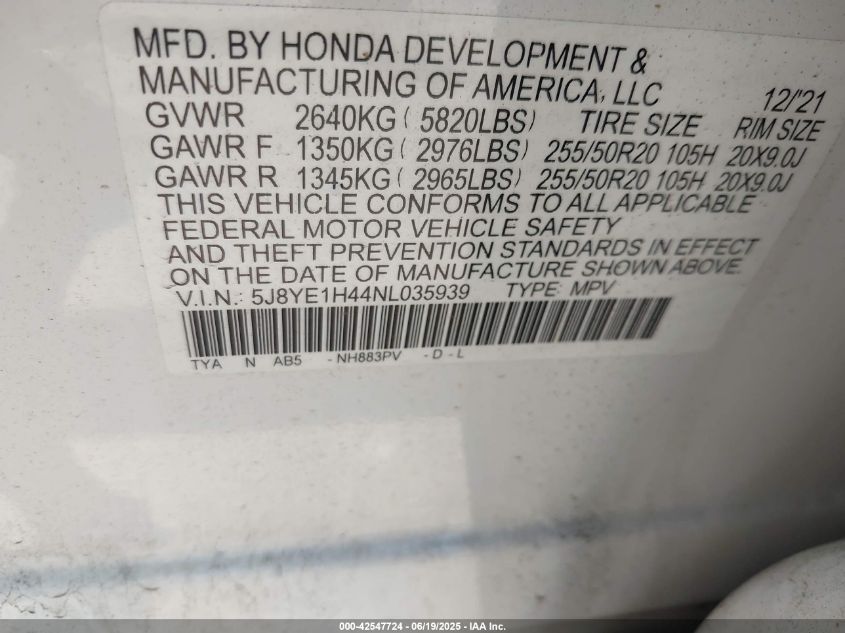 MFD. BY HONDA DEVELOPMENT &
MANUFACTURING OF AMERICA, LLC 12/'21
GVWR 2640KG ( 5820LBS) TIRE SIZE RIM SIZE
GAWR F 1350KG ( 2976LBS) 255/50R20 105H 20X9.0J
GAWR R 1345KG ( 2965LBS) 255/50R20 105H 20X9.0J
THIS VEHICLE CONFORMS TO ALL APPLICABLE
FEDERAL MOTOR VEHICLE SAFETY
AND THEFT PREVENTION STANDARDS IN EFFECT
ON THE DATE OF MANUFACTURE SHOWN ABOVE.
V.I.N.: 5J8YE1H44NL035939 TYPE: MPV
TYA N AB5 - NH883PV - D - L
000-42547724 - 06/19/2025 - IAA Inc.